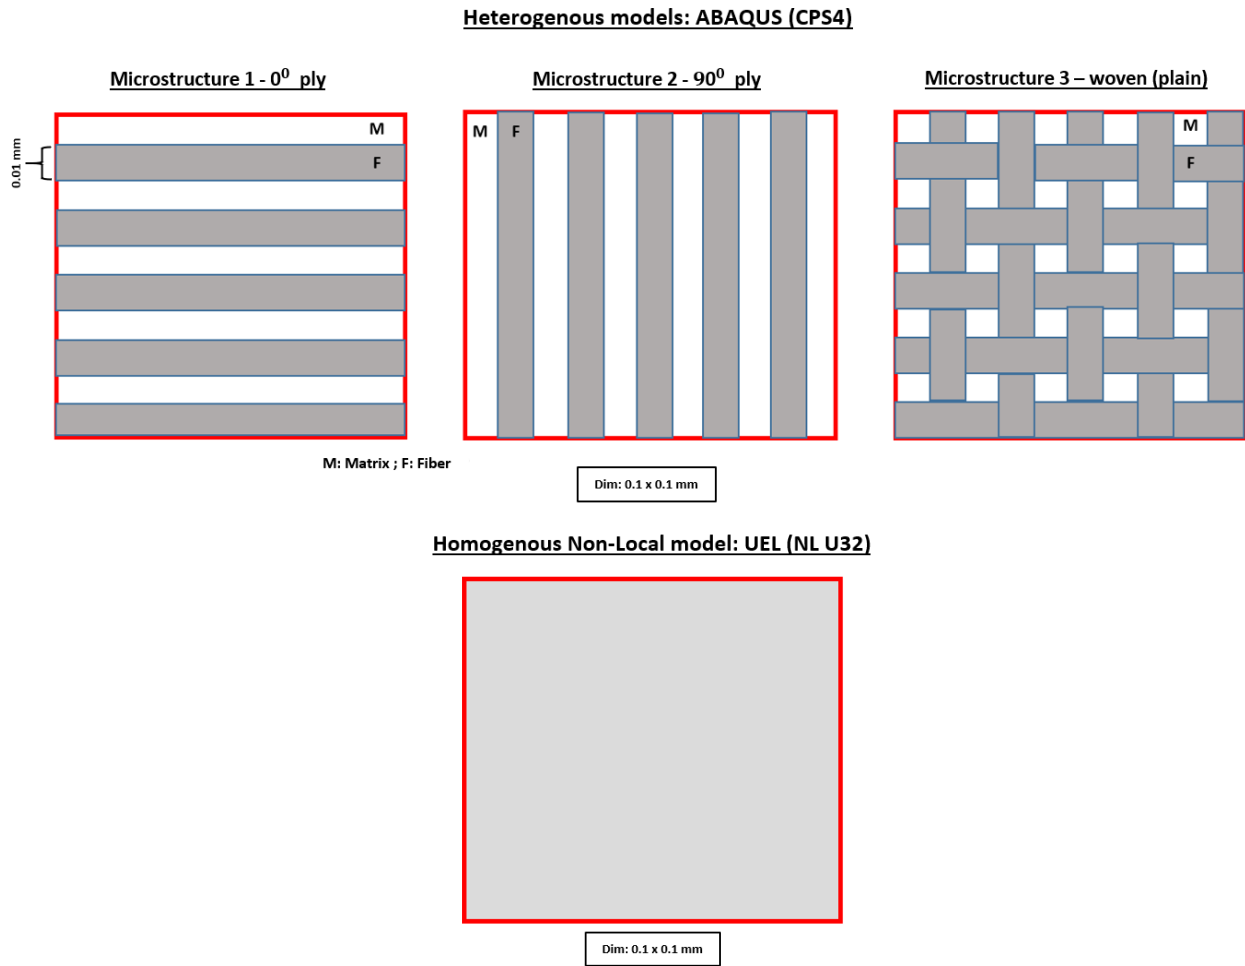 Heterogenous models: ABAQUS (CPS4)
Microstructure 1 - 0⁰ ply
Microstructure 2 - 90⁰ ply
Microstructure 3 – woven (plain)
M
F
0.01 mm
M
F
M
F
M: Matrix ; F: Fiber
Dim: 0.1 x 0.1 mm
Homogenous Non-Local model: UEL (NL U32)
Dim: 0.1 x 0.1 mm